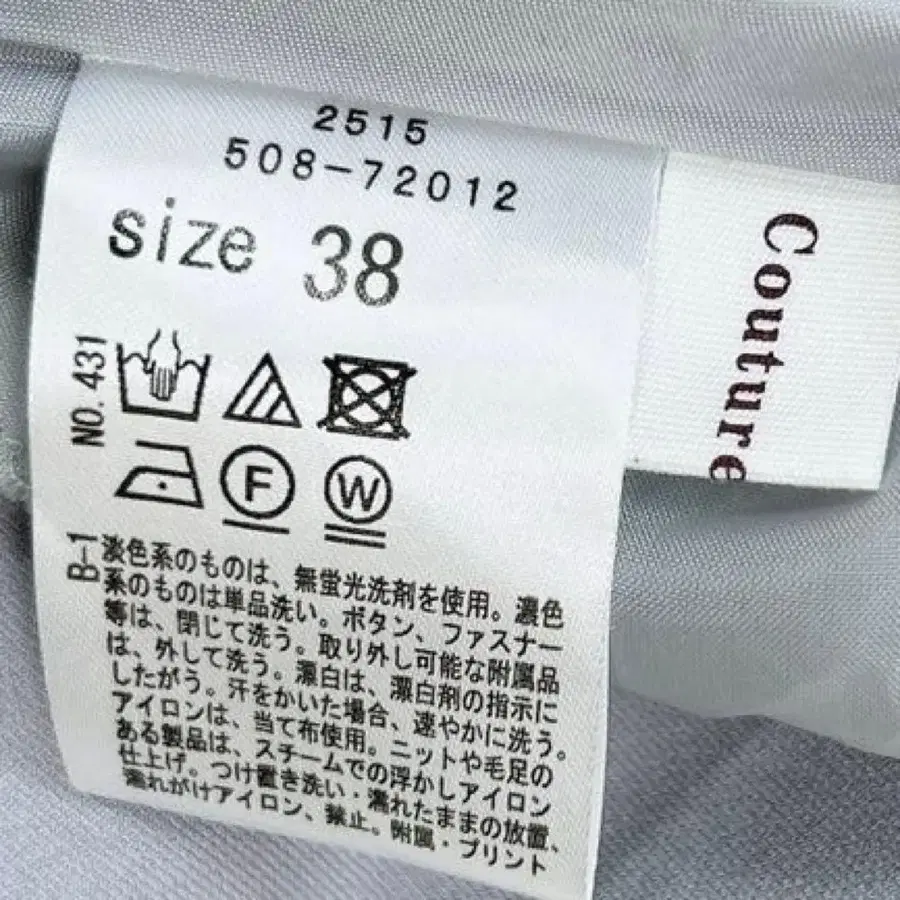 2515
508-72012
size 38
NO. 431
F
W
B-1
淡色系のものは、無蛍光洗剤を使用。濃色
系のものは単品洗い。ボタン、ファスナー
等は、閉じて洗う。取り外し可能な附属品
は、外して洗う。漂白は、漂白剤の指示に
したがう。汗をかいた場合、速やかに洗う。
アイロンは、当て布使用。ニットや毛足の
ある製品は、スチームでの浮かしアイロン
仕上げ。つけ置き洗い・濡れたままの放置、
濡れがけアイロン、禁止。附属・プリント
Couture